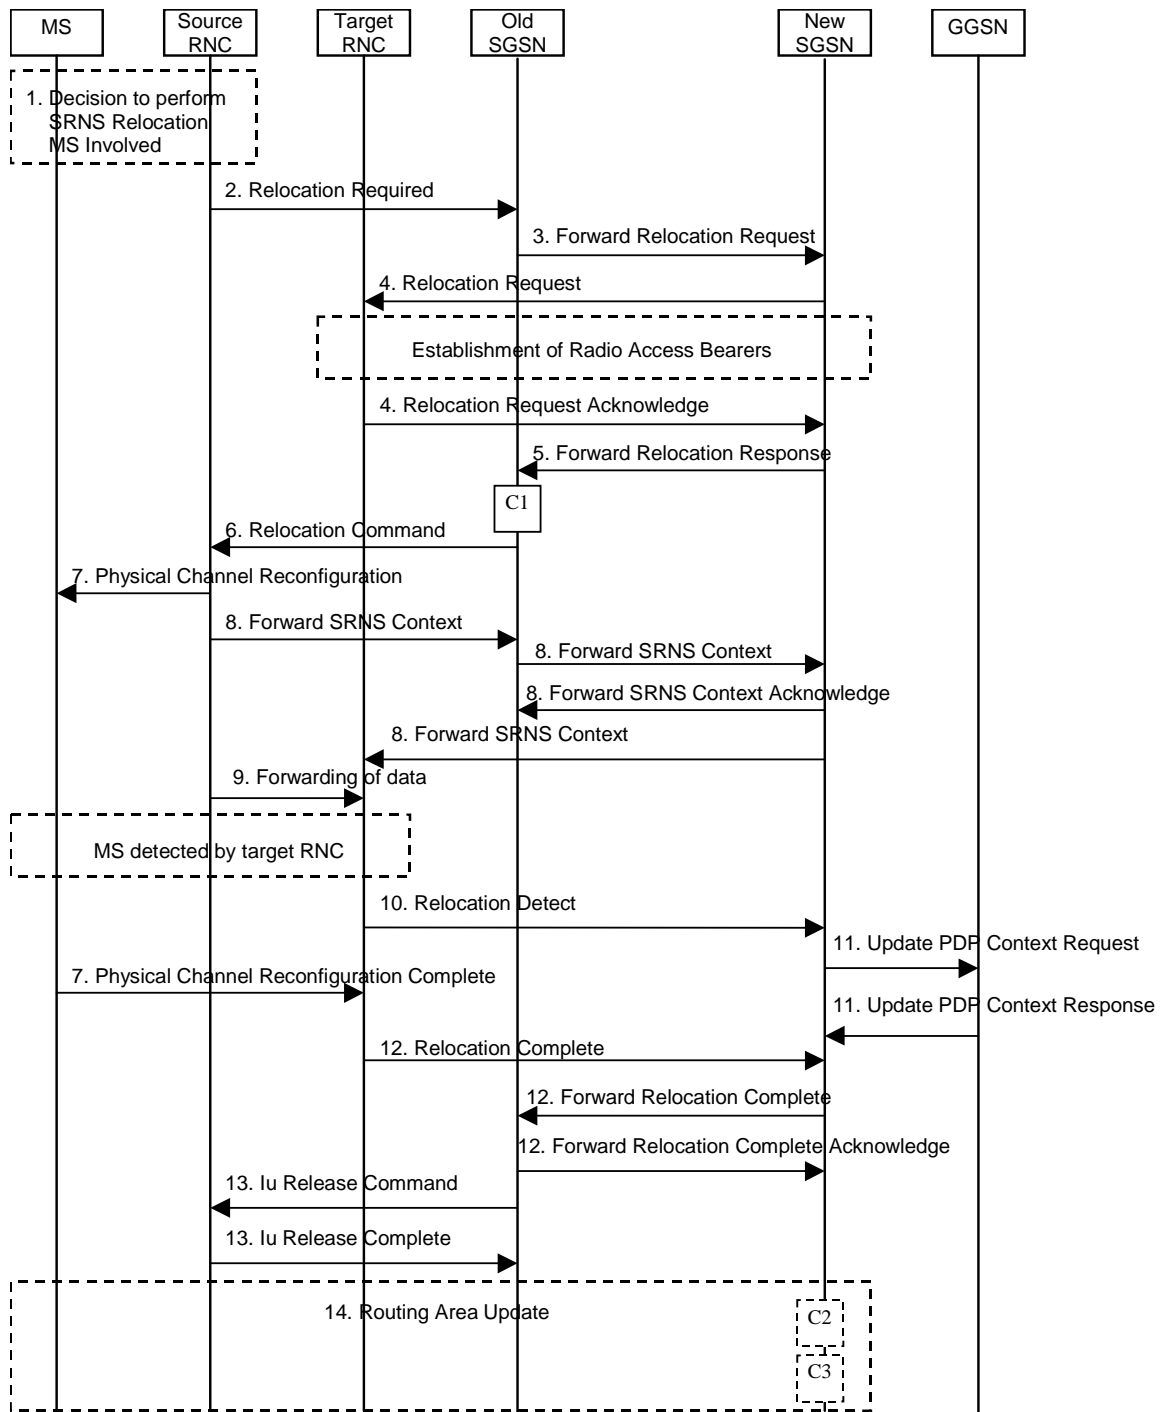 MS
Source
RNC
Target
RNC
Old
SGSN
New
SGSN
GGSN
1. Decision to perform
SRNS Relocation
MS Involved
2. Relocation Required
3. Forward Relocation Request
4. Relocation Request
Establishment of Radio Access Bearers
4. Relocation Request Acknowledge
5. Forward Relocation Response
C1
6. Relocation Command
7. Physical Channel Reconfiguration
8. Forward SRNS Context
8. Forward SRNS Context
8. Forward SRNS Context Acknowledge
8. Forward SRNS Context
9. Forwarding of data
MS detected by target RNC
10. Relocation Detect
11. Update PDP Context Request
7. Physical Channel Reconfiguration Complete
11. Update PDP Context Response
12. Relocation Complete
12. Forward Relocation Complete
12. Forward Relocation Complete Acknowledge
13. Iu Release Command
13. Iu Release Complete
14. Routing Area Update
C2
C3